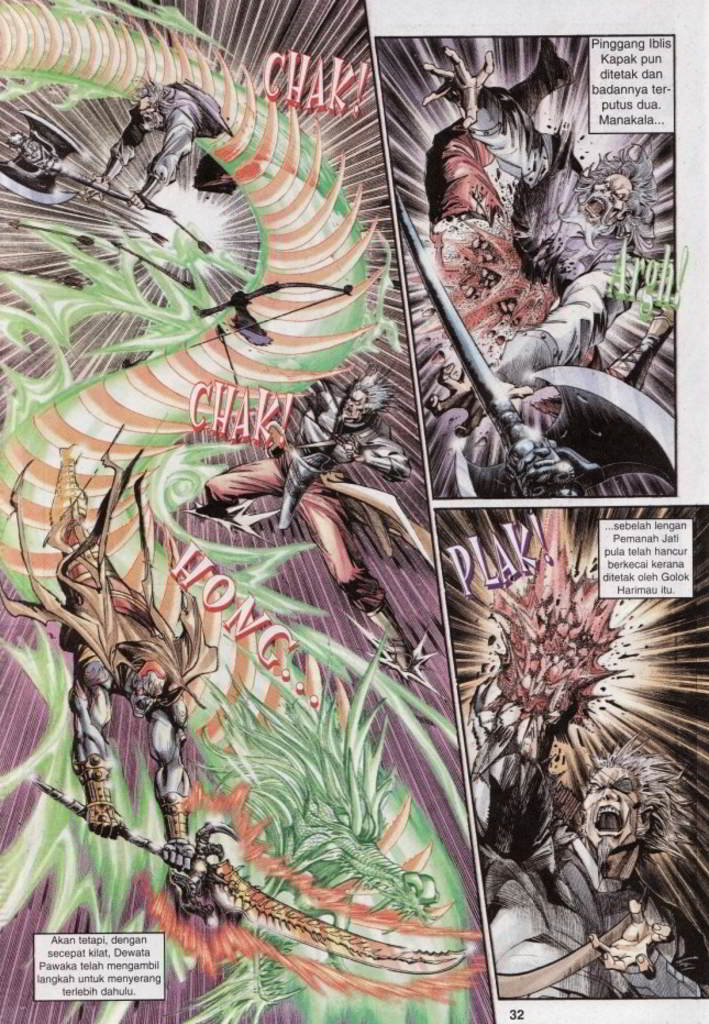 CHAK!
CHAK!
HONG...
Akan tetapi, dengan
secepat kilat, Dewata
Pawaka telah mengambil
langkah untuk menyerang
terlebih dahulu.
Pinggang Iblis
Kapak pun
ditetak dan
badannya ter-
putus dua.
Manakala...
Argh!
PLAK!
...sebelah lengan
Pemanah Jati
pula telah hancur
berkecai kerana
ditetak oleh Golok
Harimau itu.
32